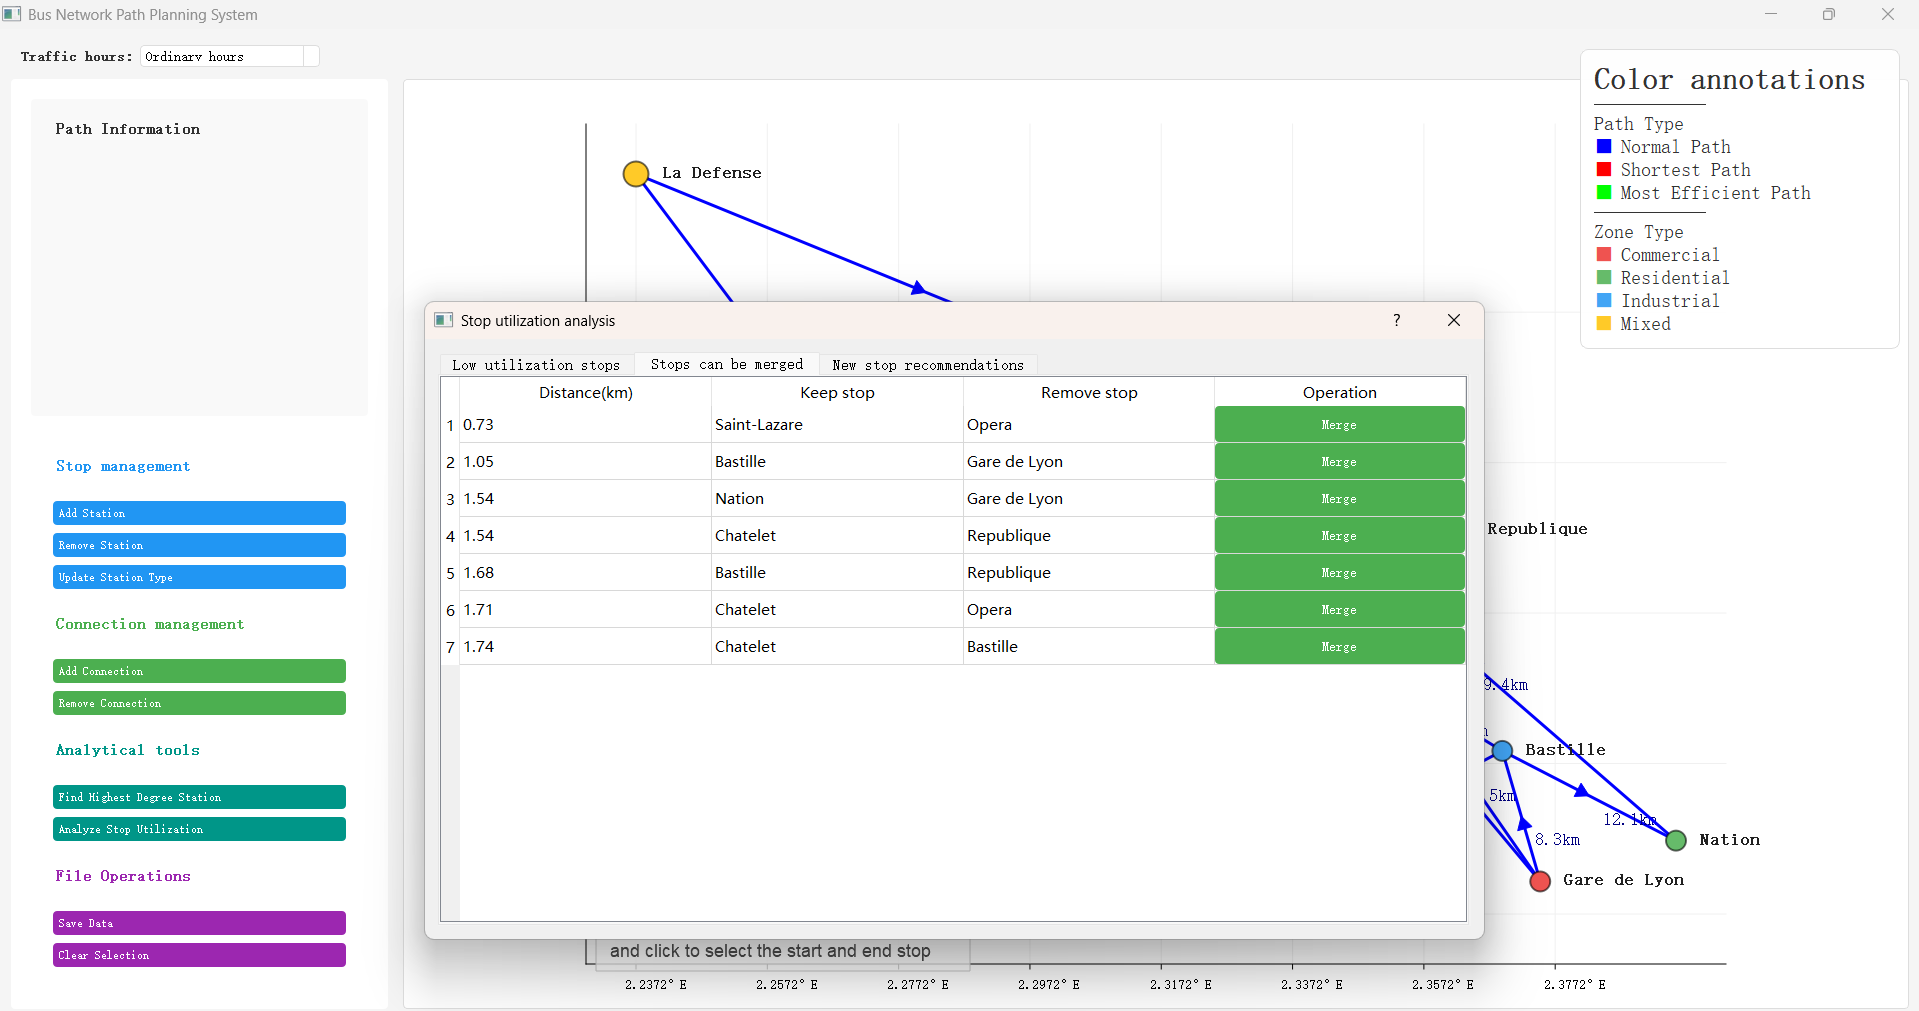 Bus Network Path Planning System
Traffic hours: Ordinary hours
Path Information
Stop management
Add Station
Remove Station
Update Station Type
Connection management
Add Connection
Remove Connection
Analytical tools
Find Highest Degree Station
Analyze Stop Utilization
File Operations
Save Data
Clear Selection
La Defense
Color annotations
Path Type
Normal Path
Shortest Path
Most Efficient Path
Zone Type
Commercial
Residential
Industrial
Mixed
Stop utilization analysis
?
Low utilization stops Stops can be merged New stop recommendations
Distance(km) Keep stop Remove stop Operation
1 0.73 Saint-Lazare Opera Merge
2 1.05 Bastille Gare de Lyon Merge
3 1.54 Nation Gare de Lyon Merge
4 1.54 Chatelet Republique Merge
5 1.68 Bastille Republique Merge
6 1.71 Chatelet Opera Merge
7 1.74 Chatelet Bastille Merge
Republique
9.4km
Bastille
5km
12.1km
8.3km
Nation
Gare de Lyon
and click to select the start and end stop
2.2372° E 2.2572° E 2.2772° E 2.2972° E 2.3172° E 2.3372° E 2.3572° E 2.3772° E